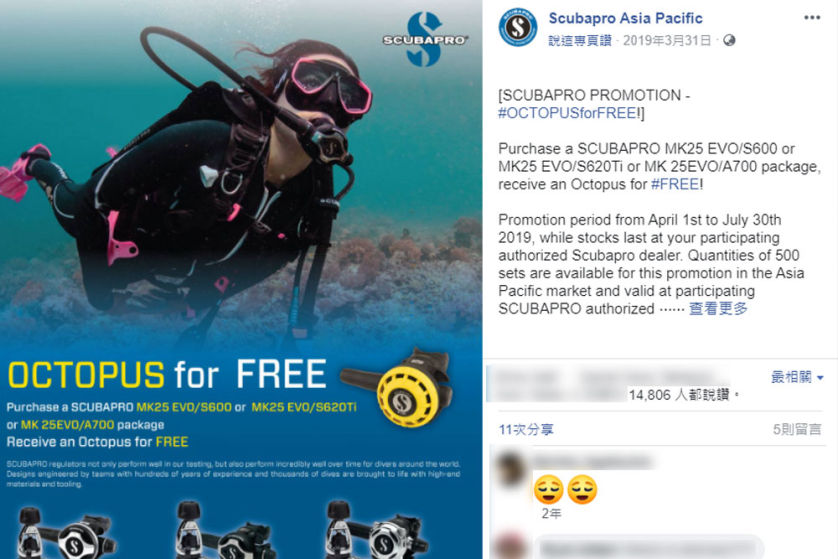 SCUBAPRO
OCTOPUS for FREE
Purchase a SCUBAPRO MK25 EVO/S600 or MK25 EVO/S620Ti
or MK 25EVO/A700 package
Receive an Octopus for FREE
SCUBAPRO regulators not only perform well in our testing, but also perform incredibly well over time for divers around the world.
Designs engineered by teams with hundreds of years of experience and thousands of dives are brought to life with high-end
materials and tooling.
Scubapro Asia Pacific
說這專頁讚 · 2019年3月31日 ·
[SCUBAPRO PROMOTION -
#OCTOPUSforFREE!]
Purchase a SCUBAPRO MK25 EVO/S600 or
MK25 EVO/S620Ti or MK 25EVO/A700 package,
receive an Octopus for #FREE!
Promotion period from April 1st to July 30th
2019, while stocks last at your participating
authorized Scubapro dealer. Quantities of 500
sets are available for this promotion in the Asia
Pacific market and valid at participating
SCUBAPRO authorized ⋯⋯ 查看更多
最相關
14,806 人都說讚。
11次分享
5則留言
2年